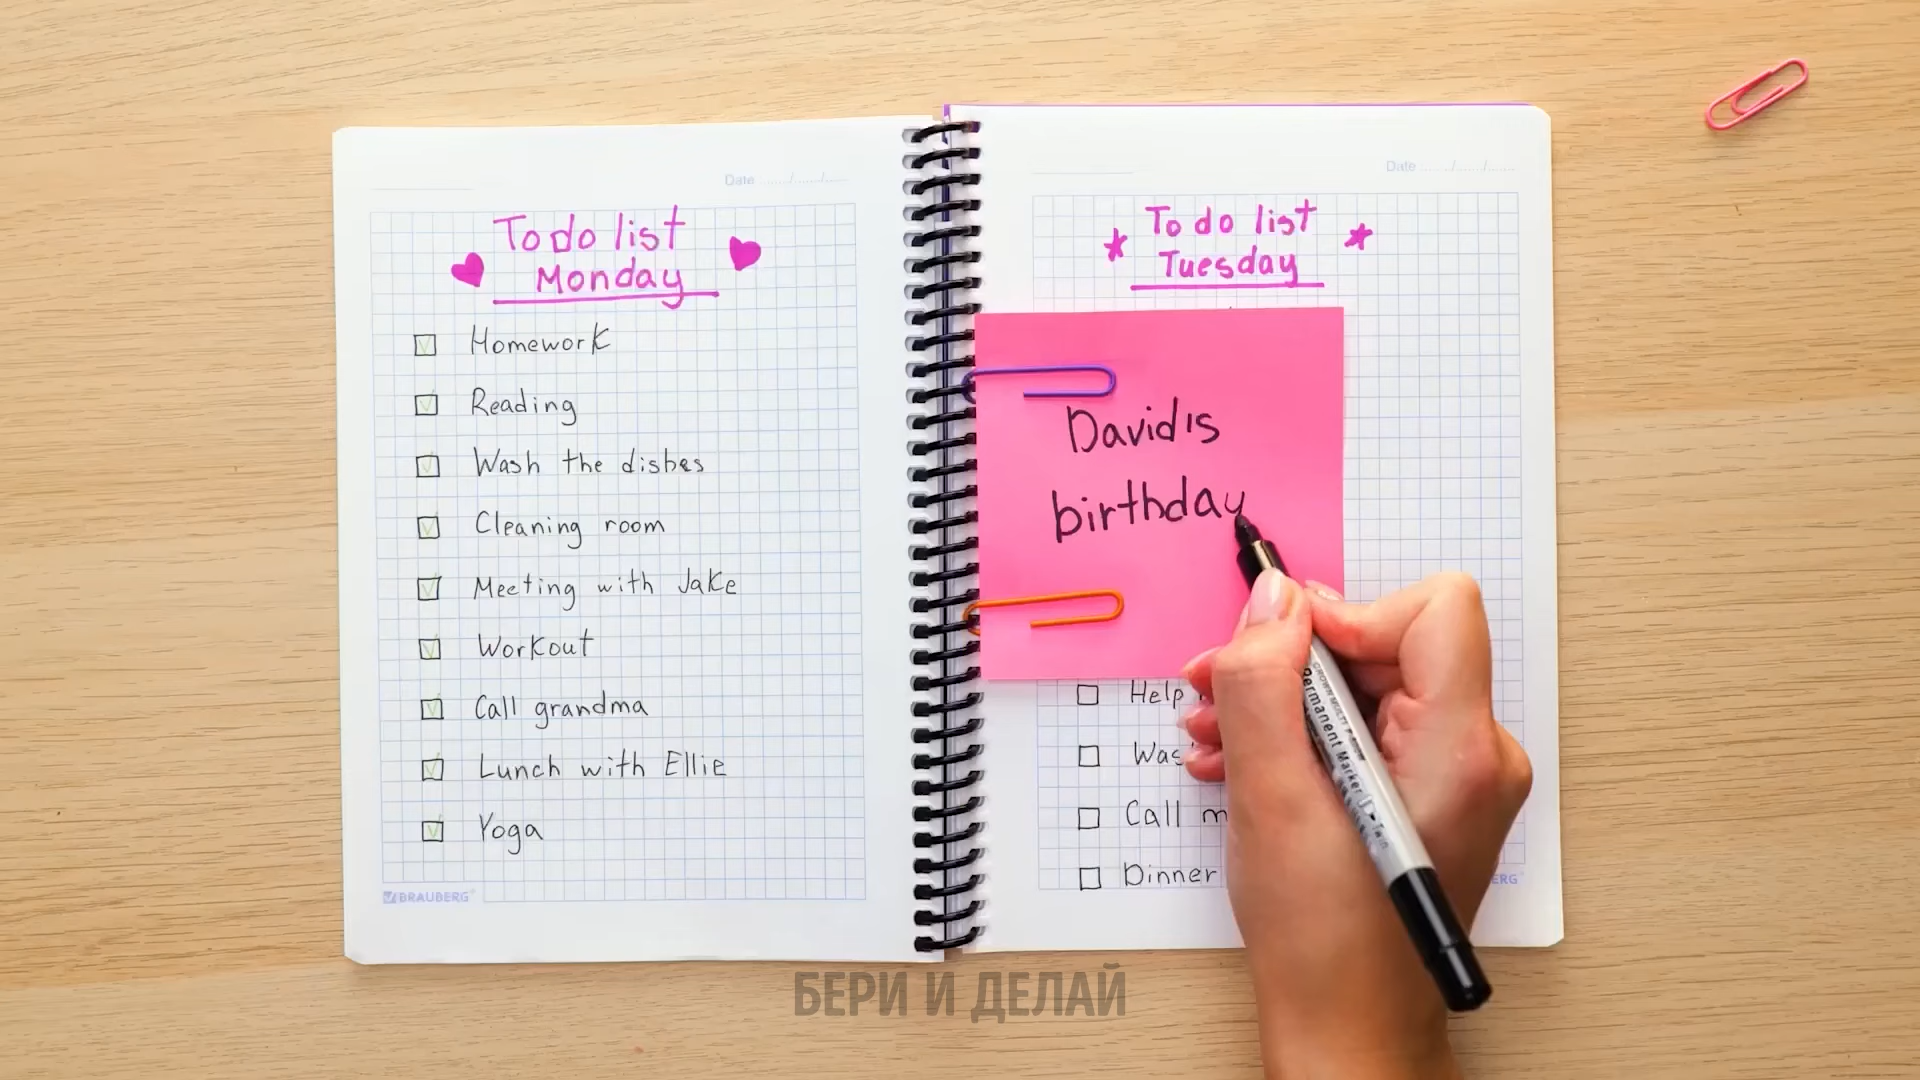 Date ......./......./......
To do list
Monday
Homework
Reading
Wash the dishes
Cleaning room
Meeting with Jake
Workout
Call grandma
Lunch with Ellie
Yoga
BRAUBERG
Date ......./......./......
To do list
Tuesday
David's
birthday
Help
Call
Dinner
Permanent Marker
Twin
БЕРИ И ДЕЛАЙ